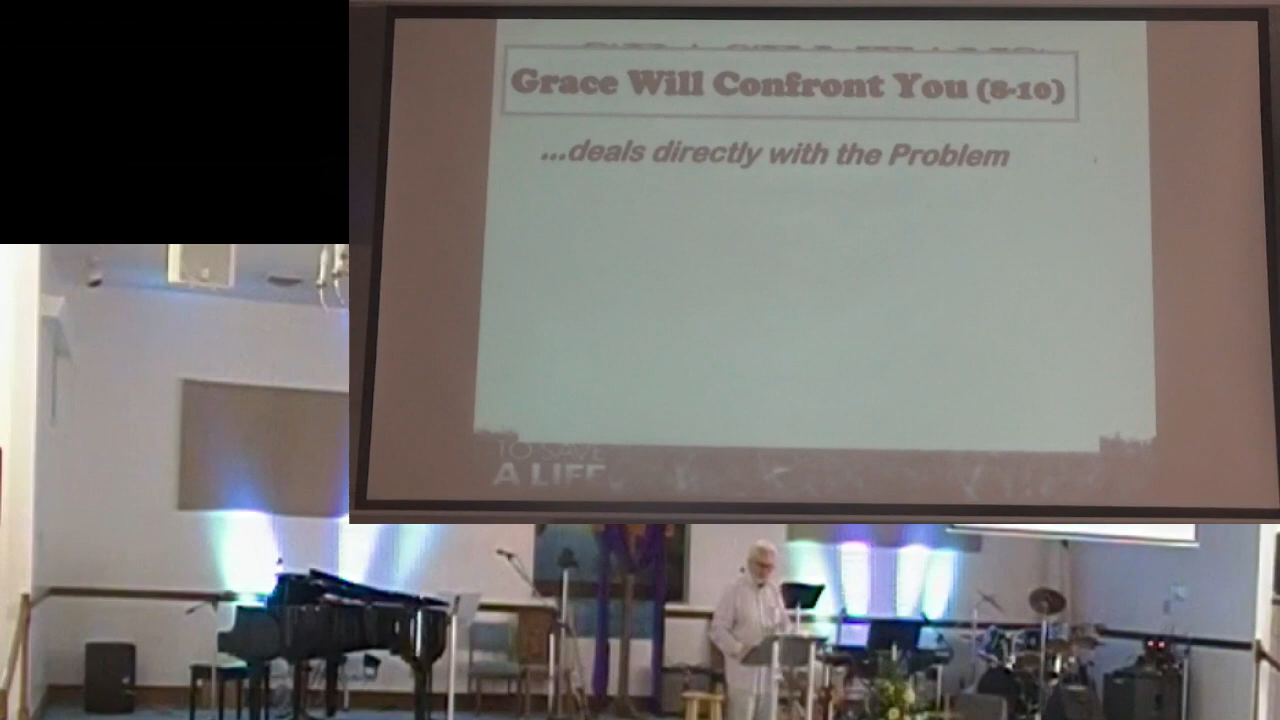 Grace Will Confront You (8-10)
...deals directly with the Problem
TO SAVE
A LIFE